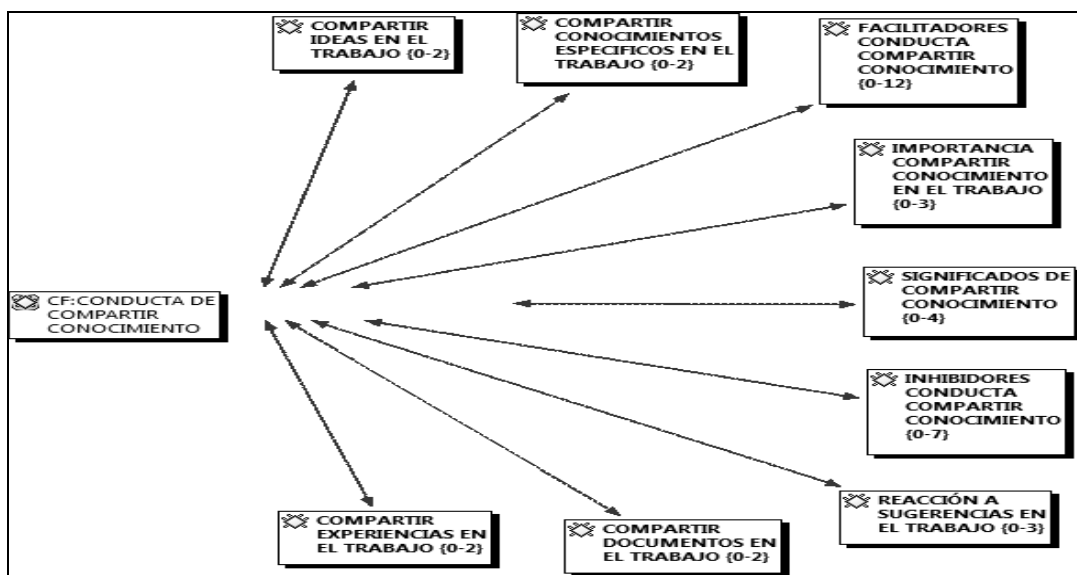 COMPARTIR
IDEAS EN EL
TRABAJO {0-2}
COMPARTIR
CONOCIMIENTOS
ESPECIFICOS EN EL
TRABAJO {0-2}
FACILITADORES
CONDUCTA
COMPARTIR
CONOCIMIENTO
{0-12}
IMPORTANCIA
COMPARTIR
CONOCIMIENTO
EN EL TRABAJO
{0-3}
CF:CONDUCTA DE
COMPARTIR
CONOCIMIENTO
SIGNIFICADOS DE
COMPARTIR
CONOCIMIENTO
{0-4}
INHIBIDORES
CONDUCTA
COMPARTIR
CONOCIMIENTO
{0-7}
REACCIÓN A
SUGERENCIAS EN
EL TRABAJO {0-3}
COMPARTIR
EXPERIENCIAS EN
EL TRABAJO {0-2}
COMPARTIR
DOCUMENTOS EN
EL TRABAJO {0-2}